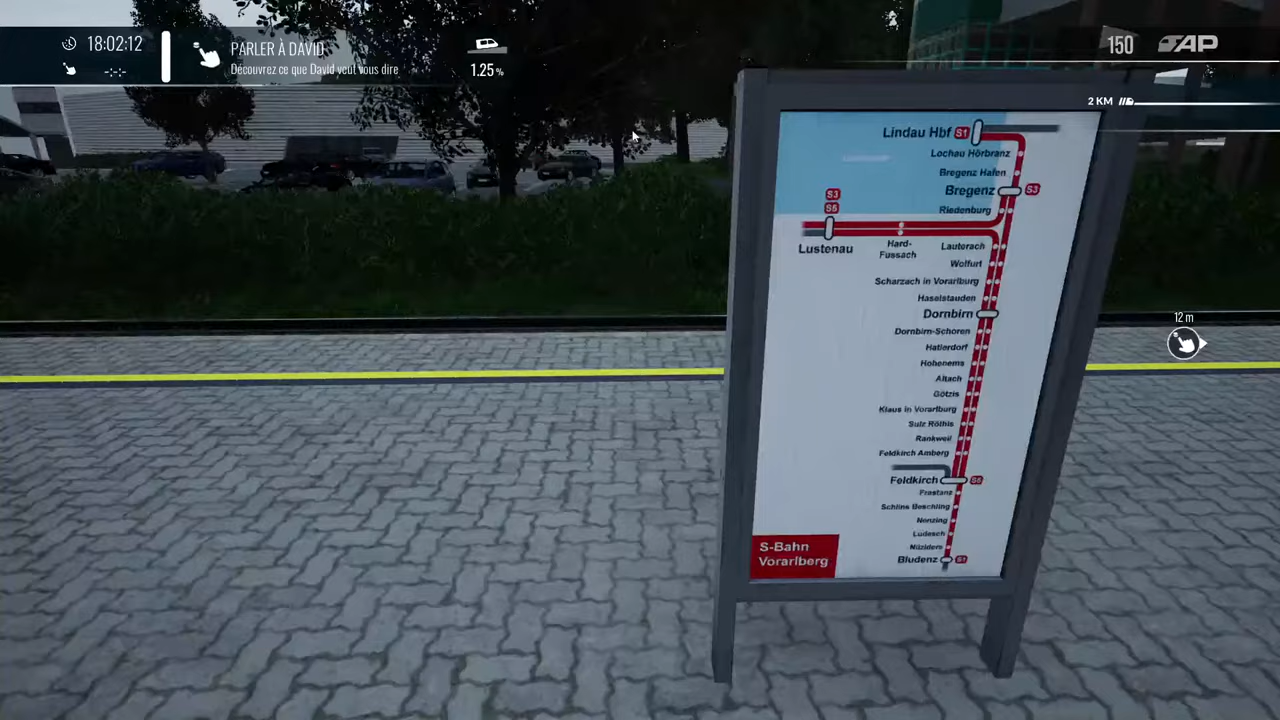 18:02:12
PARLER À DAVID
Découvrez ce que David veut vous dire
1.25 %
150
AP
2 KM
12 m
Lindau Hbf S1
Lochau Hörbranz
Bregenz Hafen
Bregenz S3
Riedenburg
S3
S5
Lustenau
Hard-
Fussach
Lauterach
Wolfurt
Scharzach in Vorarlburg
Haselstauden
Dornbirn
Dornbirn-Schoren
Hatlerdorf
Hohenems
Altach
Götzis
Klaus in Vorarlburg
Sulz Röthis
Rankweil
Feldkirch Amberg
Feldkirch S5
Frastanz
Schlins Beschling
Nenzing
Ludesch
Nüziders
Bludenz S1
S-Bahn
Vorarlberg